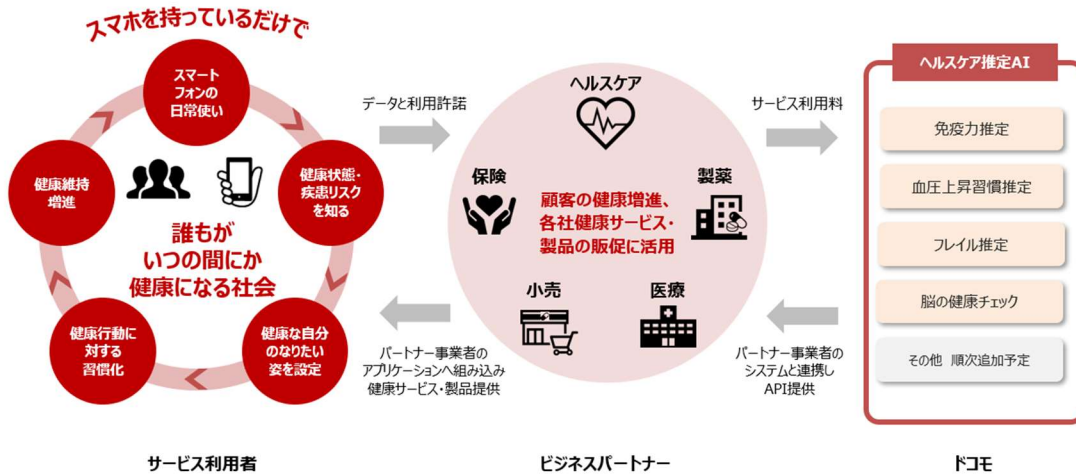 スマホを持っているだけで
スマート
フォンの
日常使い
健康状態・
疾患リスク
を知る
健康な自分
のなりたい
姿を設定
健康行動に
対する
習慣化
健康維持
増進
誰もが
いつの間にか
健康になる社会
サービス利用者
データと利用許諾
パートナー事業者の
アプリケーションへ組み込み
健康サービス・製品提供
ヘルスケア
保険
製薬
顧客の健康増進、
各社健康サービス・
製品の販促に活用
小売
医療
ビジネスパートナー
サービス利用料
パートナー事業者の
システムと連携し
API提供
ヘルスケア推定AI
免疫力推定
血圧上昇習慣推定
フレイル推定
脳の健康チェック
その他 順次追加予定
ドコモ